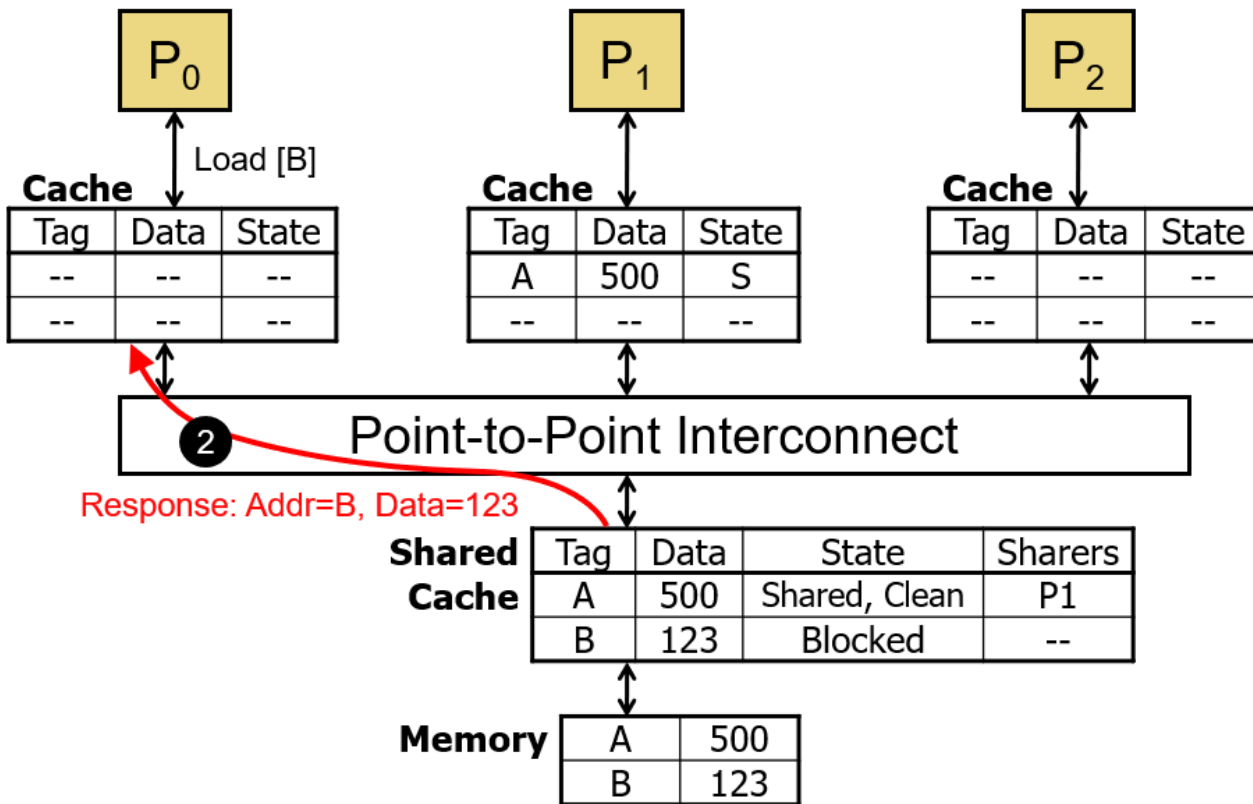 P0 P1 P2
Load [B]
Cache Cache Cache
Tag Data State Tag Data State Tag Data State
-- -- -- A 500 S -- -- --
-- -- -- -- -- -- -- -- --
2 Point-to-Point Interconnect
Response: Addr=B, Data=123
Shared Tag Data State Sharers
Cache A 500 Shared, Clean P1
B 123 Blocked --
Memory A 500
B 123